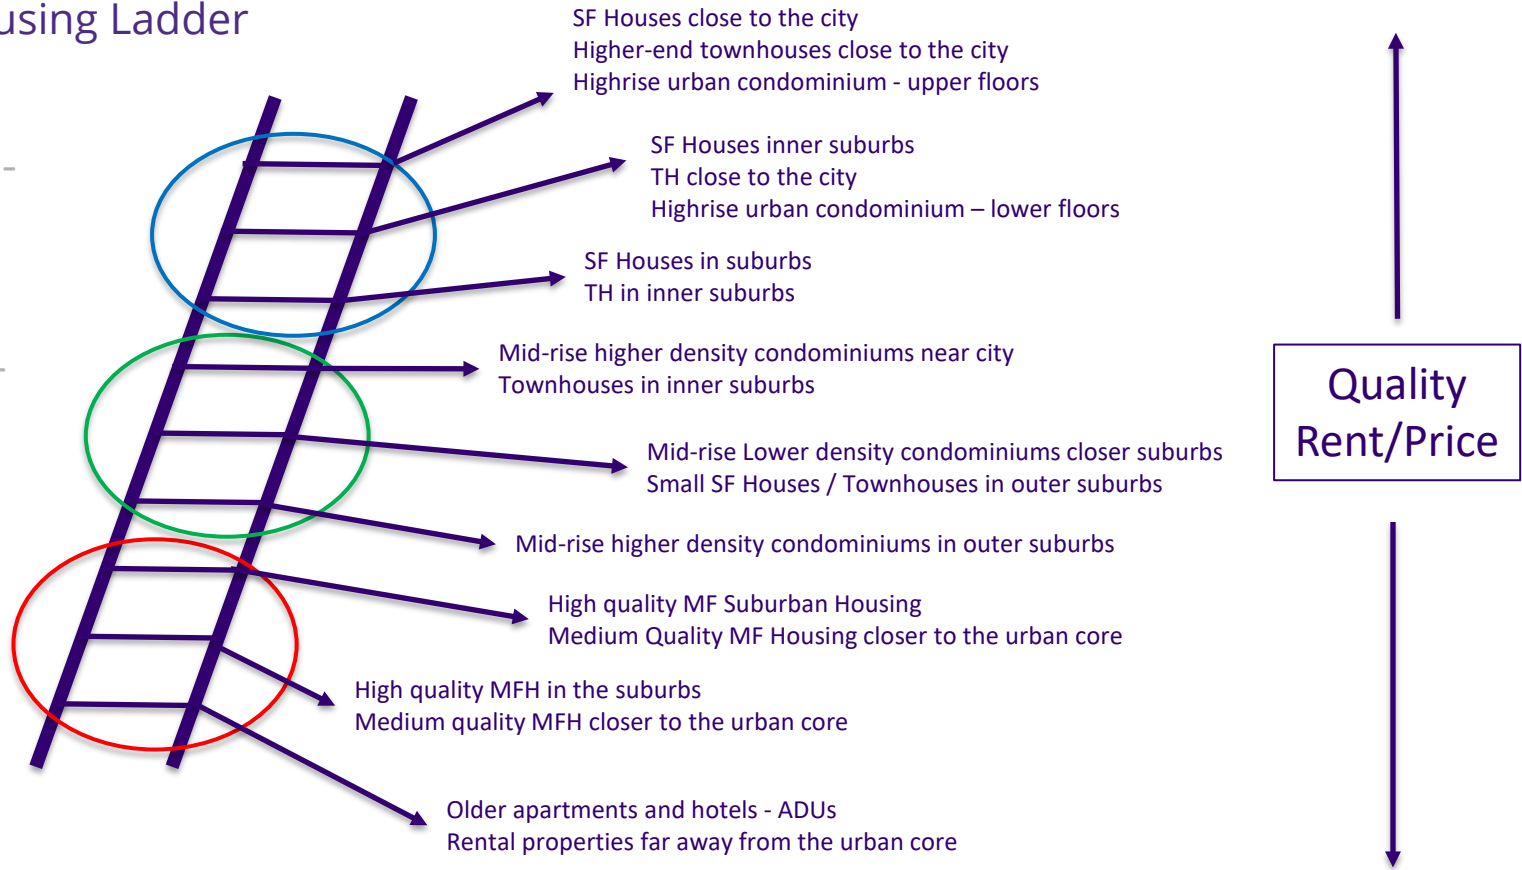 using Ladder
SF Houses close to the city
Higher-end townhouses close to the city
Highrise urban condominium - upper floors
SF Houses inner suburbs
TH close to the city
Highrise urban condominium – lower floors
SF Houses in suburbs
TH in inner suburbs
Mid-rise higher density condominiums near city
Townhouses in inner suburbs
Quality
Rent/Price
Mid-rise Lower density condominiums closer suburbs
Small SF Houses / Townhouses in outer suburbs
Mid-rise higher density condominiums in outer suburbs
High quality MF Suburban Housing
Medium Quality MF Housing closer to the urban core
High quality MFH in the suburbs
Medium quality MFH closer to the urban core
Older apartments and hotels - ADUs
Rental properties far away from the urban core